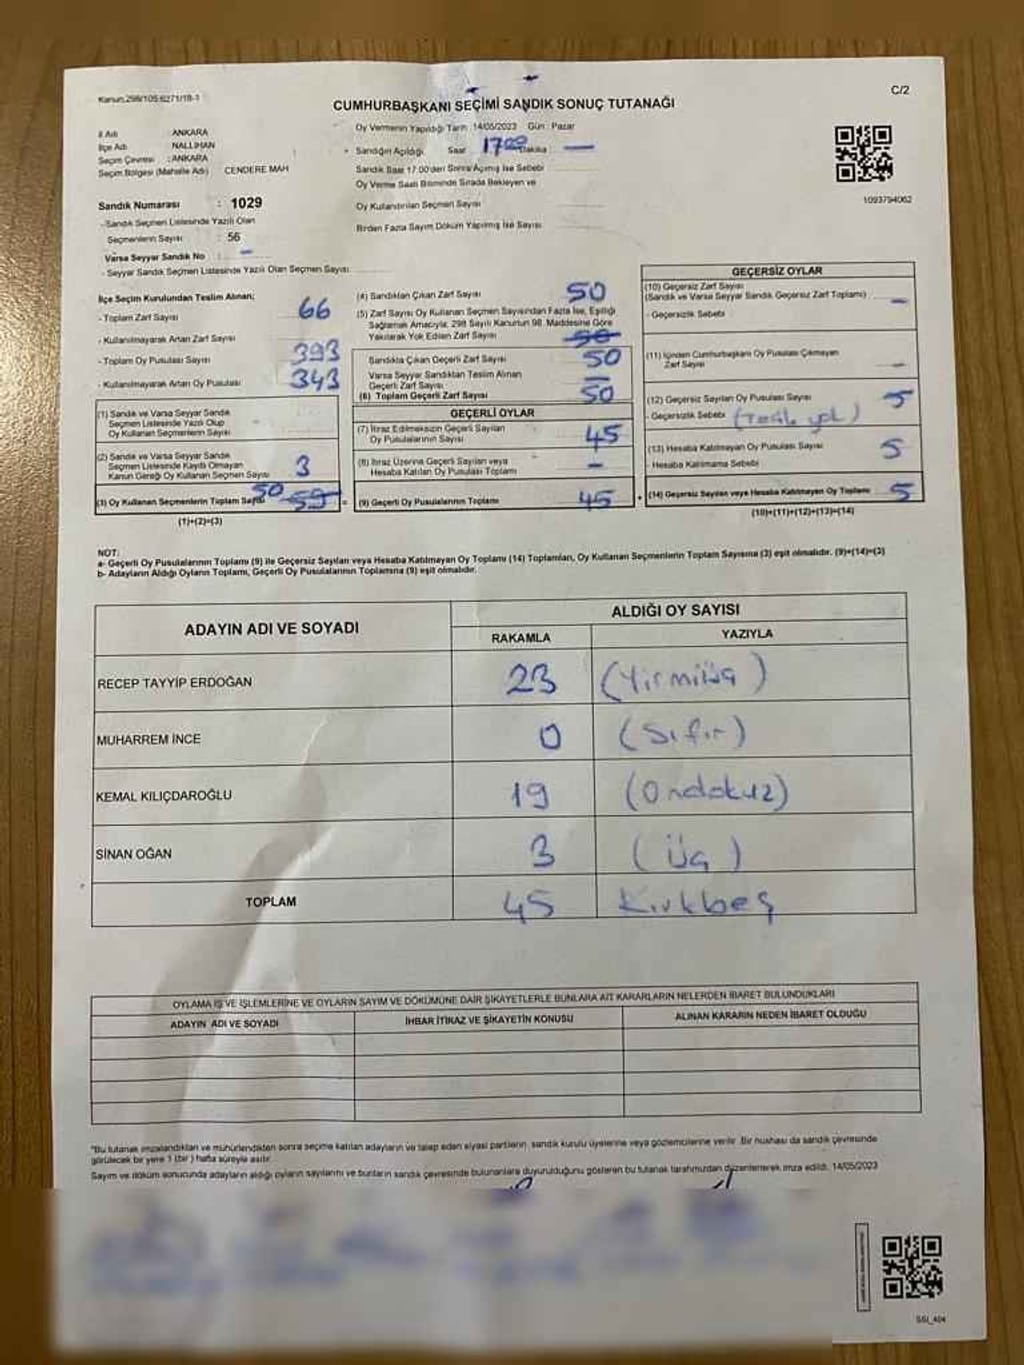 Kanun.298/105-6271/18-1
C/2
CUMHURBAŞKANI SEÇİMİ SANDIK SONUÇ TUTANAĞI
İl Adı : ANKARA
İlçe Adı : NALLIHAN
Seçim Çevresi : ANKARA
Seçim Bölgesi (Mahalle Adı) CENDERE MAH
Sandık Numarası : 1029
- Sandık Seçmen Listesinde Yazılı Olan
Seçmenlerin Sayısı : 56
Varsa Seyyar Sandık No : -
- Seyyar Sandık Seçmen Listesinde Yazılı Olan Seçmen Sayısı
Oy Vermenin Yapıldığı Tarih : 14/05/2023 Gün : Pazar
Sandığın Açıldığı Saat 17 00 Dakika —
Sandık Saat 17:00'den Sonra Açılmış İse Sebebi
Oy Verme Saati Bitiminde Sırada Bekleyen ve
Oy Kullandırılan Seçmen Sayısı
Birden Fazla Sayım Döküm Yapılmış İse Sayısı
1093794062
İlçe Seçim Kurulundan Teslim Alınan;
- Toplam Zarf Sayısı 66
- Kullanılmayarak Artan Zarf Sayısı
- Toplam Oy Pusulası Sayısı 393
- Kullanılmayarak Artan Oy Pusulası 343
(1) Sandık ve Varsa Seyyar Sandık
Seçmen Listesinde Yazılı Olup
Oy Kullanan Seçmenlerin Sayısı
(2) Sandık ve Varsa Seyyar Sandık
Seçmen Listesinde Kayıtlı Olmayan
Kanun Gereği Oy Kullanan Seçmen Sayısı 3
(3) Oy Kullanan Seçmenlerin Toplam Sayısı 50 59
(1)+(2)=(3)
(4) Sandıktan Çıkan Zarf Sayısı 50
(5) Zarf Sayısı Oy Kullanan Seçmen Sayısından Fazla İse, Eşitliği
Sağlamak Amacıyla, 298 Sayılı Kanunun 98. Maddesine Göre
Yakılarak Yok Edilen Zarf Sayısı 50
Sandıkta Çıkan Geçerli Zarf Sayısı 50
Varsa Seyyar Sandıktan Teslim Alınan
Geçerli Zarf Sayısı —
(6) Toplam Geçerli Zarf Sayısı 50
GEÇERLİ OYLAR
(7) İtiraz Edilmeksizin Geçerli Sayılan
Oy Pusulalarının Sayısı 45
(8) İtiraz Üzerine Geçerli Sayılan veya
Hesaba Katılan Oy Pusulası Toplamı —
= (9) Geçerli Oy Pusulalarının Toplamı 45
GEÇERSİZ OYLAR
(10) Geçersiz Zarf Sayısı
(Sandık ve Varsa Seyyar Sandık Geçersiz Zarf Toplamı) —
- Geçersizlik Sebebi
(11) İçinden Cumhurbaşkanı Oy Pusulası Çıkmayan
Zarf Sayısı —
(12) Geçersiz Sayılan Oy Pusulası Sayısı 5
- Geçersizlik Sebebi
(13) Hesaba Katılmayan Oy Pusulası Sayısı 5
- Hesaba Katılmama Sebebi
+ (14) Geçersiz Sayılan veya Hesaba Katılmayan Oy Toplamı 5
(10)+(11)+(12)+(13)=(14)
NOT:
a- Geçerli Oy Pusulalarının Toplamı (9) ile Geçersiz Sayılan veya Hesaba Katılmayan Oy Toplamı (14) Toplamları, Oy Kullanan Seçmenlerin Toplam Sayısına (3) eşit olmalıdır. (9)+(14)=(3)
b- Adayların Aldığı Oyların Toplamı, Geçerli Oy Pusulalarının Toplamına (9) eşit olmalıdır.
ADAYIN ADI VE SOYADI
ALDIĞI OY SAYISI
RAKAMLA YAZIYLA
RECEP TAYYİP ERDOĞAN 23 (Yirmiüç)
MUHARREM İNCE 0 (Sıfır)
KEMAL KILIÇDAROĞLU 19 (Ondokuz)
SİNAN OĞAN 3 (Üç)
TOPLAM 45 Kırkbeş
OYLAMA İŞ VE İŞLEMLERİNE VE OYLARIN SAYIM VE DÖKÜMÜNE DAİR ŞİKAYETLERLE BUNLARA AİT KARARLARIN NELERDEN İBARET BULUNDUKLARI
ADAYIN ADI VE SOYADI İHBAR İTİRAZ VE ŞİKAYETİN KONUSU ALINAN KARARIN NEDEN İBARET OLDUĞU
"Bu tutanak imzalandıktan ve mühürlendikten sonra seçime katılan adayların ve talep eden siyasi partilerin sandık kurulu üyelerine veya gözlemcilerine verilir. Bir nüshası da sandık çevresinde
görülecek bir yere 1 (bir) hafta süreyle asılır.
Sayım ve döküm sonucunda adayların aldığı oyların sayılarını ve bunların sandık çevresinde bulunanlara duyurulduğunu gösteren bu tutanak tarafımızdan düzenlenerek imza edildi. 14/05/2023
SSI_404